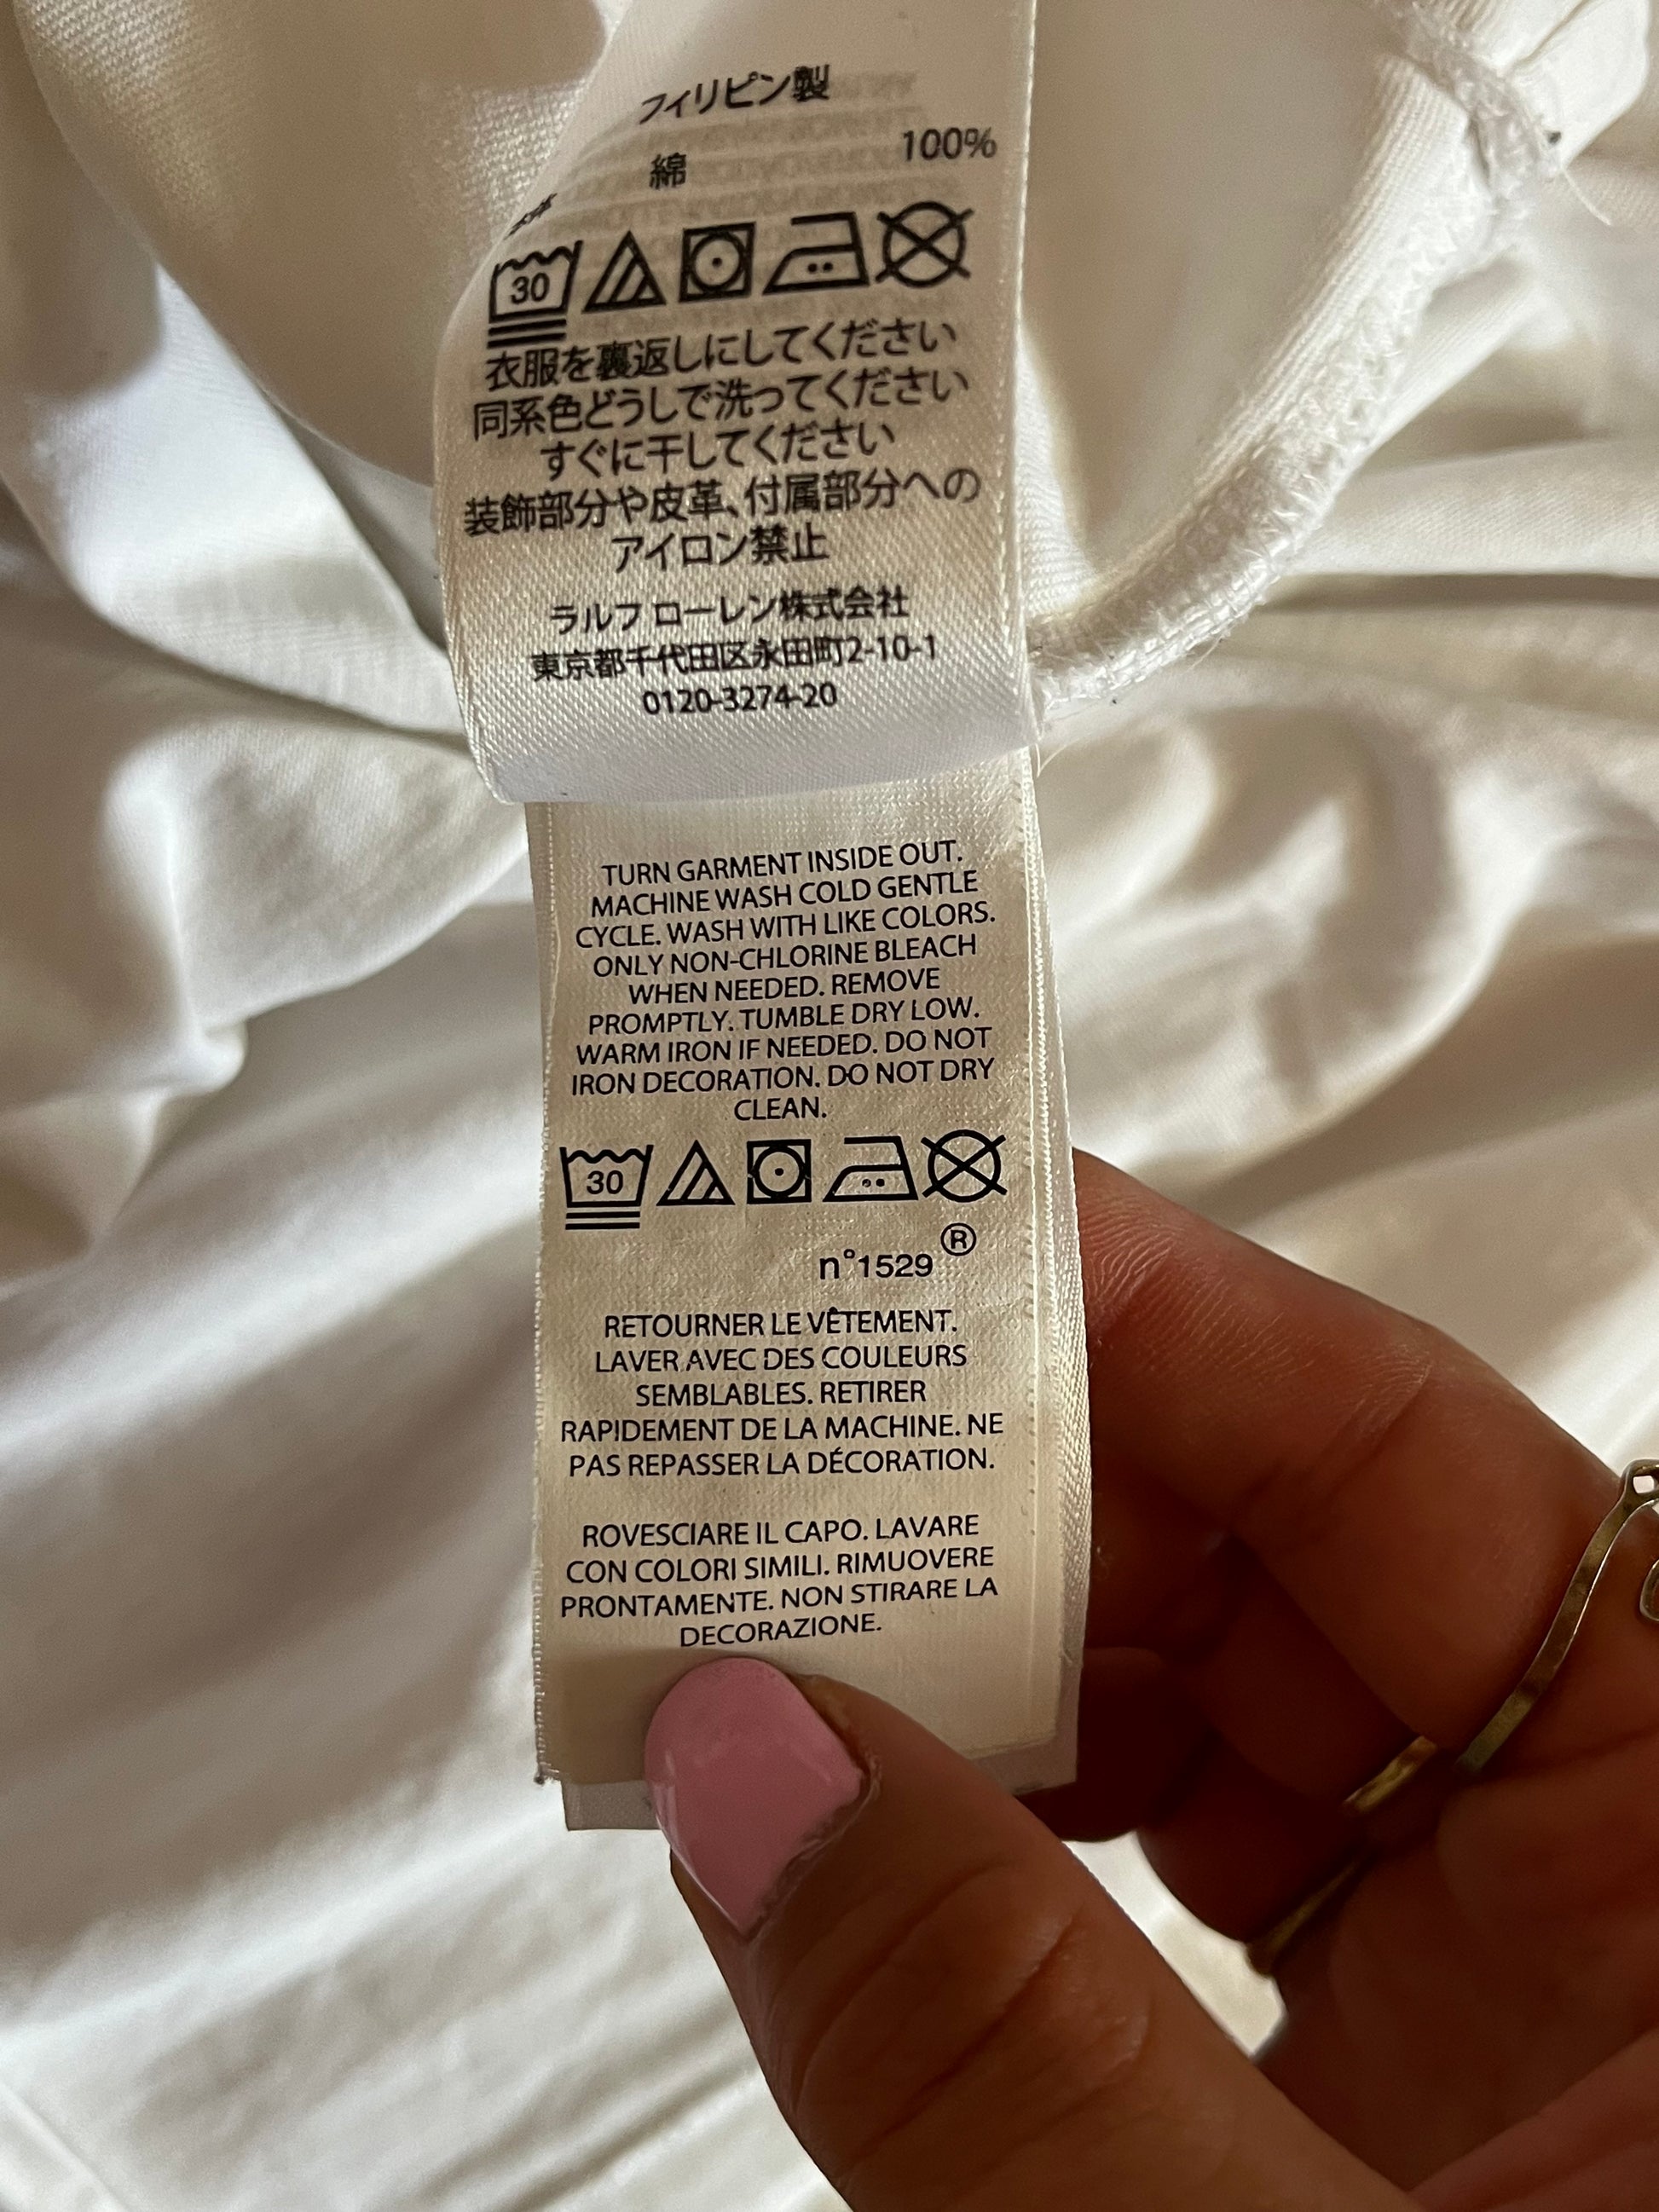 フィリピン製
綿 100%
30
衣服を裏返しにしてください
同系色どうしで洗ってください
すぐに干してください
装飾部分や皮革、付属部分への
アイロン禁止
ラルフ ローレン株式会社
東京都千代田区永田町2-10-1
0120-3274-20
TURN GARMENT INSIDE OUT.
MACHINE WASH COLD GENTLE
CYCLE. WASH WITH LIKE COLORS.
ONLY NON-CHLORINE BLEACH
WHEN NEEDED. REMOVE
PROMPTLY. TUMBLE DRY LOW.
WARM IRON IF NEEDED. DO NOT
IRON DECORATION. DO NOT DRY
CLEAN.
30
n°1529 ®
RETOURNER LE VÊTEMENT.
LAVER AVEC DES COULEURS
SEMBLABLES. RETIRER
RAPIDEMENT DE LA MACHINE. NE
PAS REPASSER LA DÉCORATION.
ROVESCIARE IL CAPO. LAVARE
CON COLORI SIMILI. RIMUOVERE
PRONTAMENTE. NON STIRARE LA
DECORAZIONE.